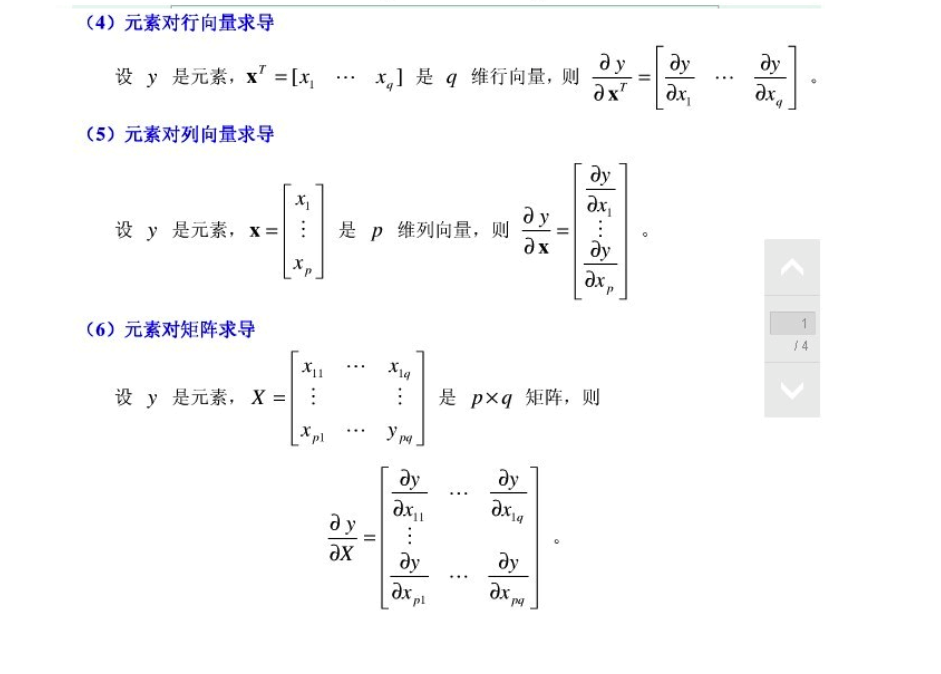 (4) 元素对行向量求导
设 y 是元素，x^T = [x_1 ⋯ x_q] 是 q 维行向量，则 ∂y/∂x^T = [∂y/∂x_1 ⋯ ∂y/∂x_q] 。
(5) 元素对列向量求导
设 y 是元素，x = [x_1 ⋮ x_p] 是 p 维列向量，则 ∂y/∂x = [∂y/∂x_1 ⋮ ∂y/∂x_p] 。
(6) 元素对矩阵求导
设 y 是元素，X = [x_11 ⋯ x_1q ⋮ ⋮ x_p1 ⋯ y_pq] 是 p×q 矩阵，则
∂y/∂X = [∂y/∂x_11 ⋯ ∂y/∂x_1q ⋮ ∂y/∂x_p1 ⋯ ∂y/∂x_pq] 。
1
/ 4